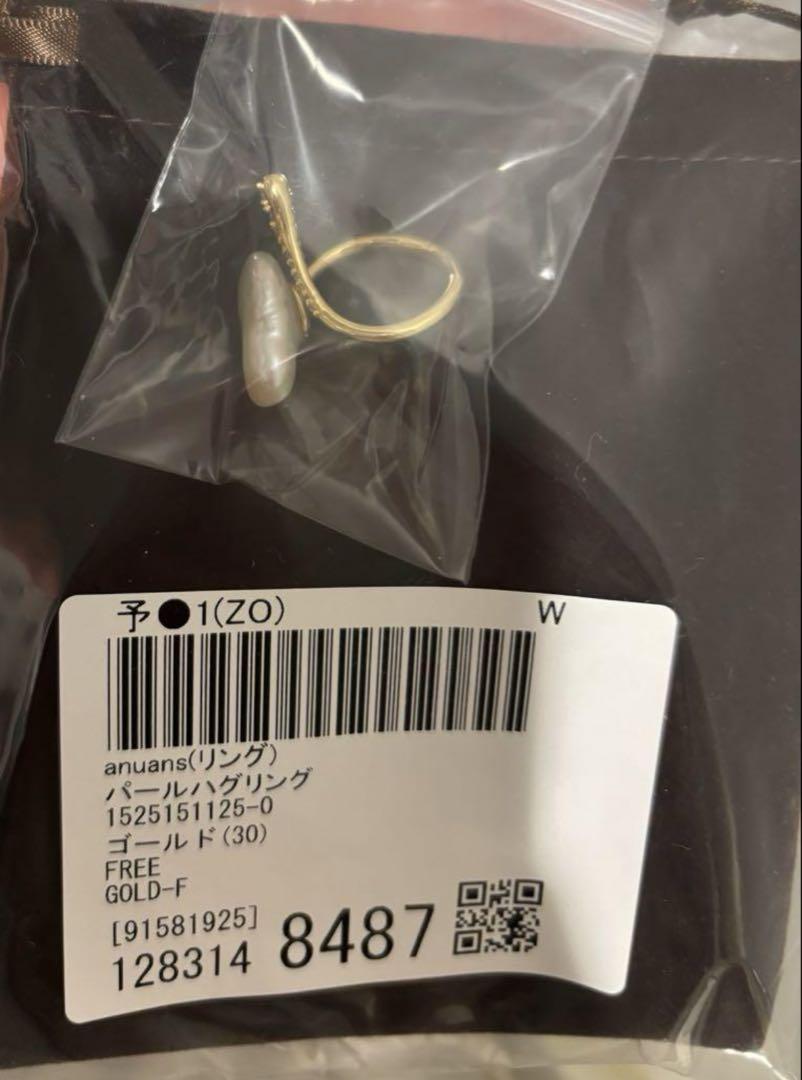 予●1(ZO) W
anuans(リング)
パールハグリング
1525151125-0
ゴールド(30)
FREE
GOLD-F
[91581925]
128314 8487